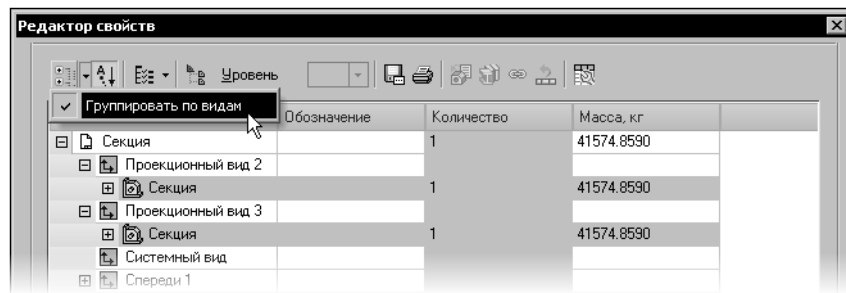 Редактор свойств
Уровень
Группировать по видам
Обозначение Количество Масса, кг
Секция 1 41574.8590
Проекционный вид 2
Секция 1 41574.8590
Проекционный вид 3
Секция 1 41574.8590
Системный вид
Спереди 1